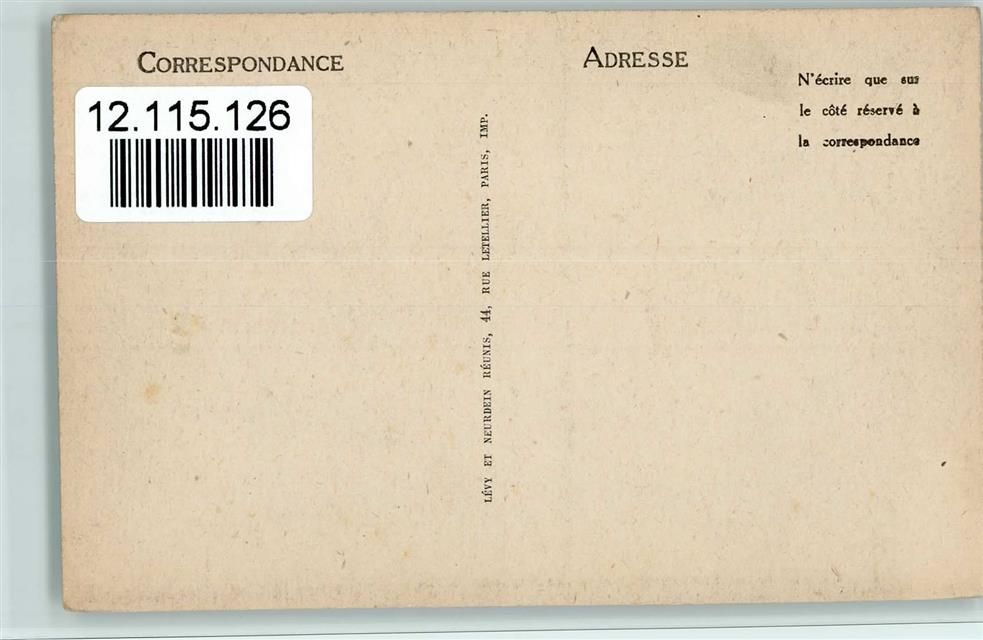 CORRESPONDANCE
12.115.126
LÉVY ET NEURDEIN RÉUNIS, 44, RUE LETELLIER, PARIS, IMP.
ADRESSE
N'écrire que sur
le côté réservé à
la correspondance